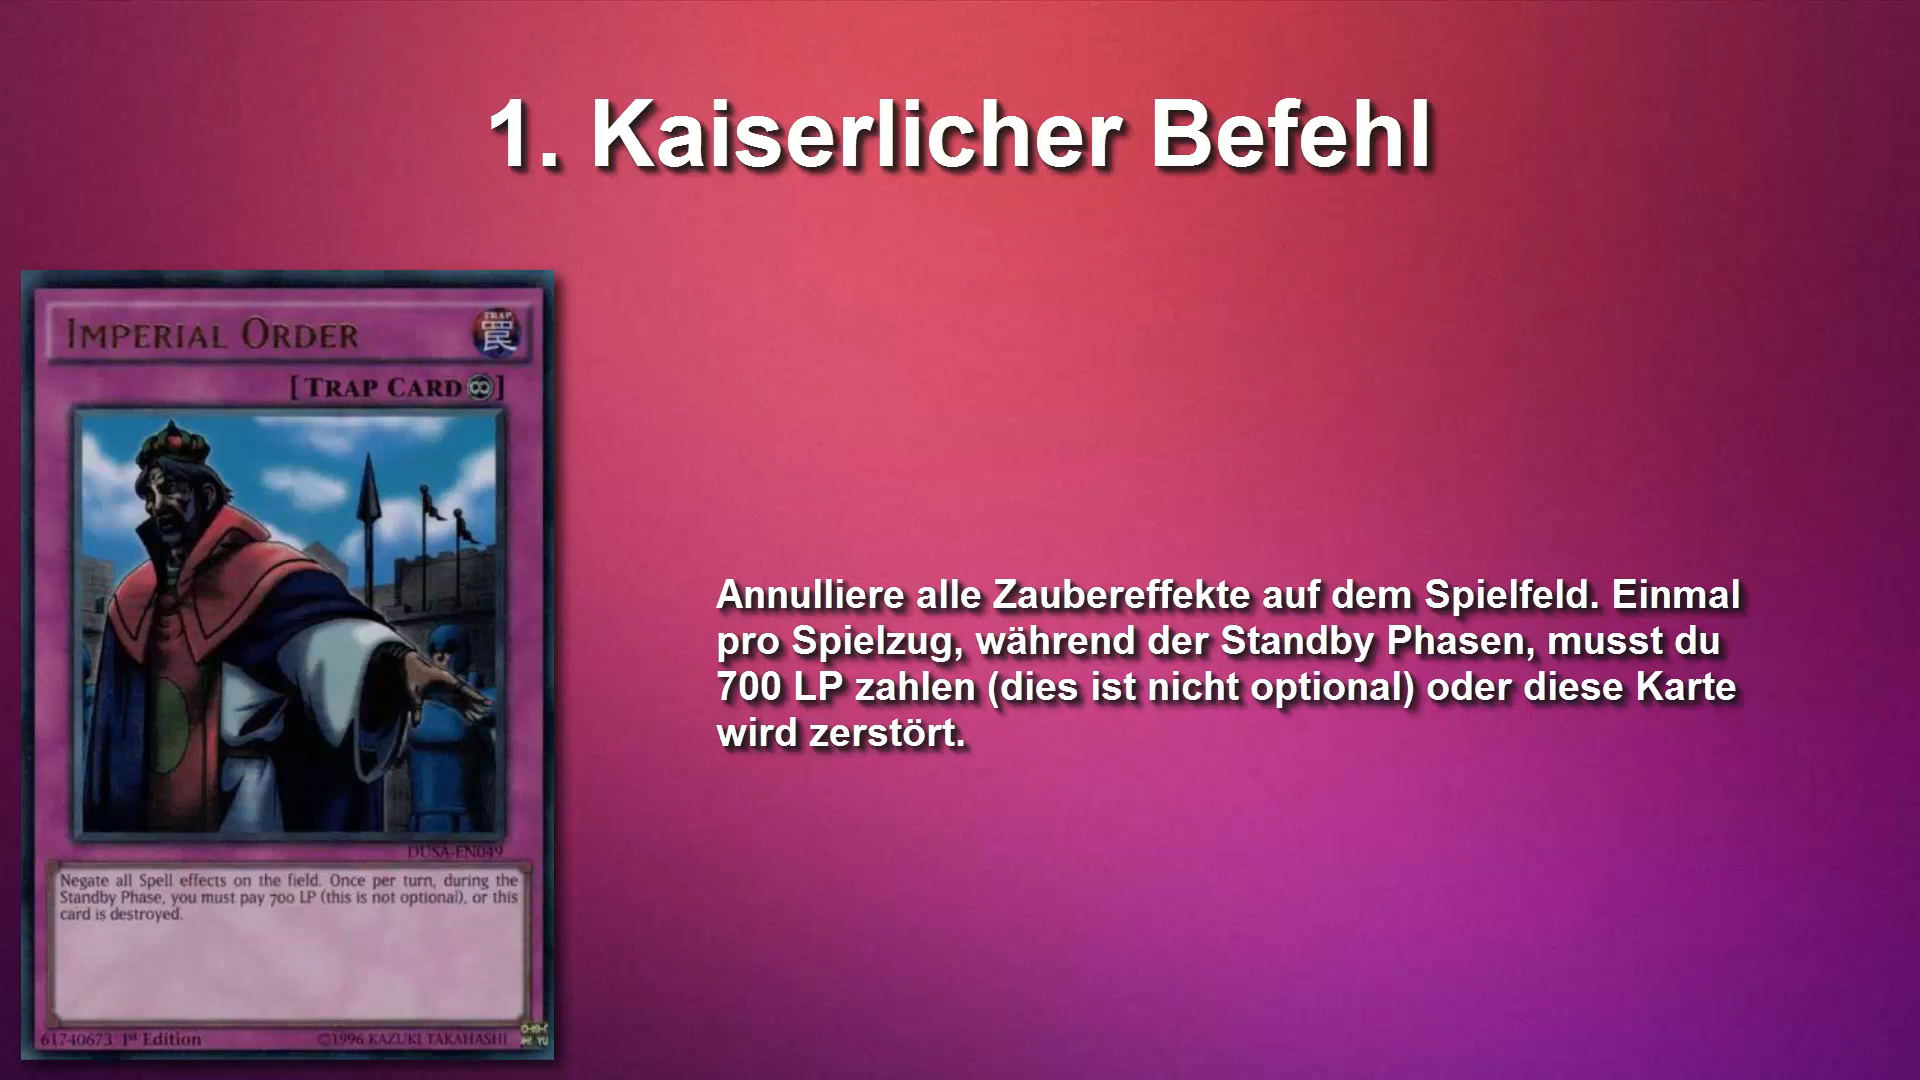 1. Kaiserlicher Befehl
IMPERIAL ORDER
TRAP
罠
[TRAP CARD]
DUSA-EN049
Negate all Spell effects on the field. Once per turn, during the
Standby Phase, you must pay 700 LP (this is not optional), or this
card is destroyed.
61740673 1st Edition
©1996 KAZUKI TAKAHASHI
Annulliere alle Zaubereffekte auf dem Spielfeld. Einmal
pro Spielzug, während der Standby Phasen, musst du
700 LP zahlen (dies ist nicht optional) oder diese Karte
wird zerstört.